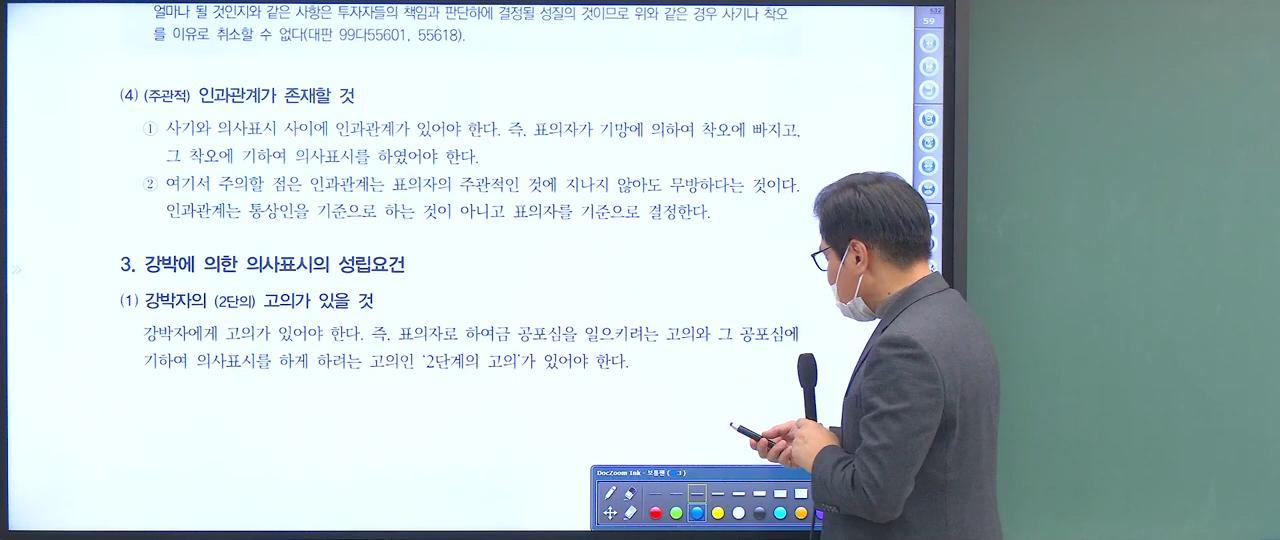 얼마나 될 것인지와 같은 사항은 투자자들의 책임과 판단하에 결정될 성질의 것이므로 위와 같은 경우 사기나 착오
를 이유로 취소할 수 없다(대판 99다55601, 55618).
(4) (주관적) 인과관계가 존재할 것
① 사기와 의사표시 사이에 인과관계가 있어야 한다. 즉, 표의자가 기망에 의하여 착오에 빠지고,
그 착오에 기하여 의사표시를 하였어야 한다.
② 여기서 주의할 점은 인과관계는 표의자의 주관적인 것에 지나지 않아도 무방하다는 것이다.
인과관계는 통상인을 기준으로 하는 것이 아니고 표의자를 기준으로 결정한다.
3. 강박에 의한 의사표시의 성립요건
(1) 강박자의 (2단의) 고의가 있을 것
강박자에게 고의가 있어야 한다. 즉, 표의자로 하여금 공포심을 일으키려는 고의와 그 공포심에
기하여 의사표시를 하게 하려는 고의인 '2단계의 고의'가 있어야 한다.
532
59
DocZoom Ink - 보통펜 ( 3 )